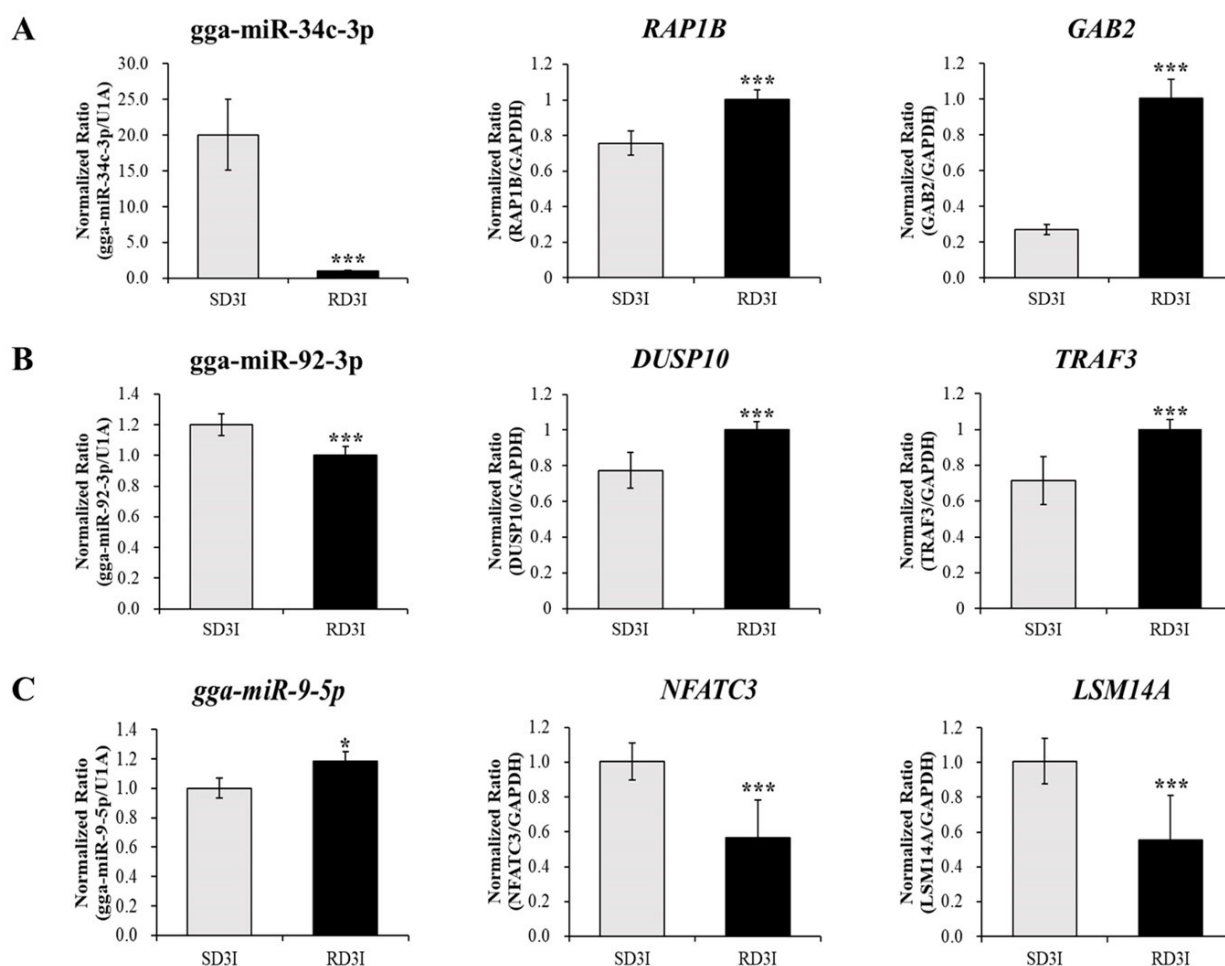 A
gga-miR-34c-3p
Normalized Ratio
(gga-miR-34c-3p/U1A)
30.0
25.0
20.0
15.0
10.0
5.0
0.0
***
SD3I
RD3I
RAP1B
Normalized Ratio
(RAP1B/GAPDH)
1.2
1
0.8
0.6
0.4
0.2
0
***
SD3I
RD3I
GAB2
Normalized Ratio
(GAB2/GAPDH)
1.2
1
0.8
0.6
0.4
0.2
0
***
SD3I
RD3I
B
gga-miR-92-3p
Normalized Ratio
(gga-miR-92-3p/U1A)
1.4
1.2
1.0
0.8
0.6
0.4
0.2
0.0
***
SD3I
RD3I
DUSP10
Normalized Ratio
(DUSP10/GAPDH)
1.2
1
0.8
0.6
0.4
0.2
0
***
SD3I
RD3I
TRAF3
Normalized Ratio
(TRAF3/GAPDH)
1.2
1
0.8
0.6
0.4
0.2
0
***
SD3I
RD3I
C
gga-miR-9-5p
Normalized Ratio
(gga-miR-9-5p/U1A)
1.4
1.2
1.0
0.8
0.6
0.4
0.2
0.0
*
SD3I
RD3I
NFATC3
Normalized Ratio
(NFATC3/GAPDH)
1.2
1.0
0.8
0.6
0.4
0.2
0.0
***
SD3I
RD3I
LSM14A
Normalized Ratio
(LSM14A/GAPDH)
1.2
1.0
0.8
0.6
0.4
0.2
0.0
***
SD3I
RD3I